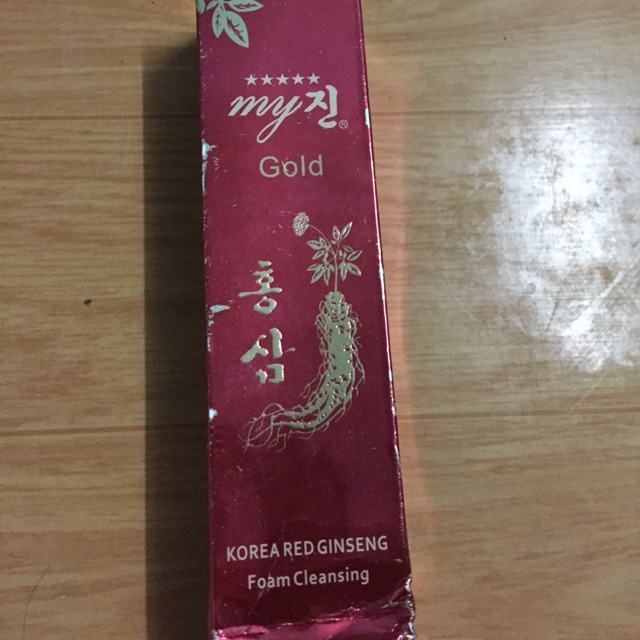 my진®
Gold
홍
삼
KOREA RED GINSENG
Foam Cleansing